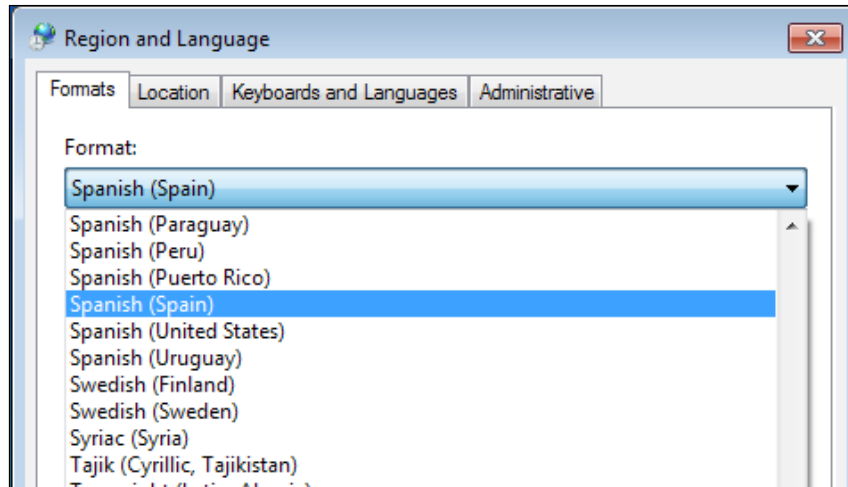 Region and Language
Formats Location Keyboards and Languages Administrative
Format:
Spanish (Spain)
Spanish (Paraguay)
Spanish (Peru)
Spanish (Puerto Rico)
Spanish (Spain)
Spanish (United States)
Spanish (Uruguay)
Swedish (Finland)
Swedish (Sweden)
Syriac (Syria)
Tajik (Cyrillic, Tajikistan)